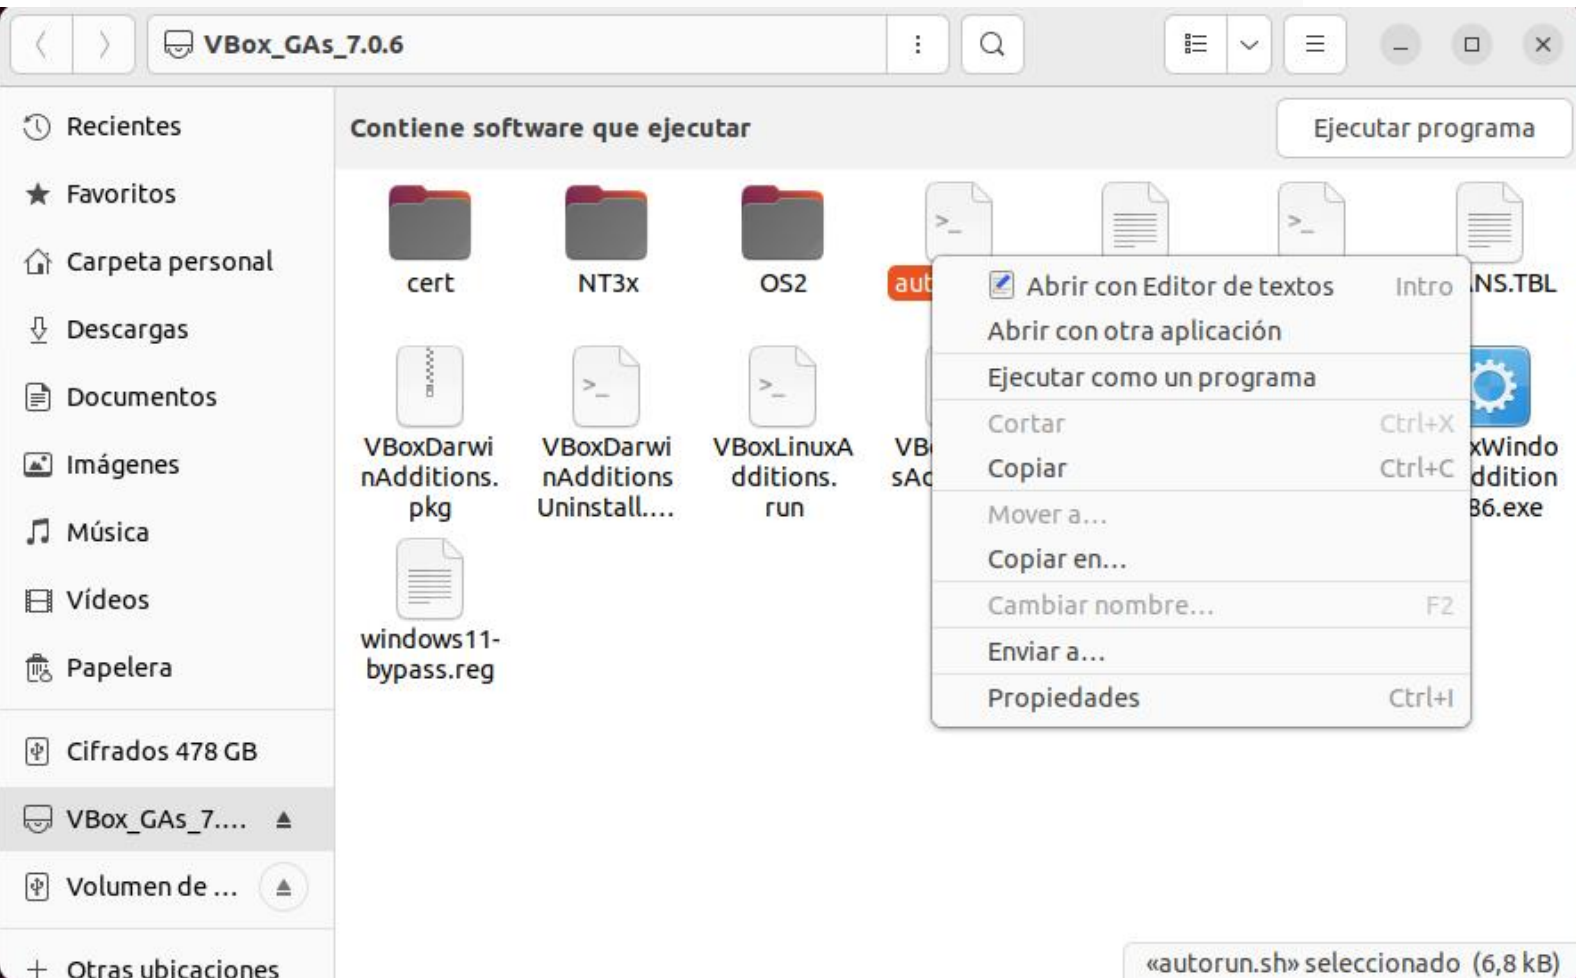 VBox_GAs_7.0.6
Recientes
Favoritos
Carpeta personal
Descargas
Documentos
Imágenes
Música
Vídeos
Papelera
Cifrados 478 GB
VBox_GAs_7....
Volumen de ...
+ Otras ubicaciones
Contiene software que ejecutar
Ejecutar programa
cert
NT3x
OS2
aut
NS.TBL
VBoxDarwi
nAdditions.
pkg
VBoxDarwi
nAdditions
Uninstall....
VBoxLinuxA
dditions.
run
VB
sAd
xWindo
ddition
86.exe
windows11-
bypass.reg
Abrir con Editor de textos Intro
Abrir con otra aplicación
Ejecutar como un programa
Cortar Ctrl+X
Copiar Ctrl+C
Mover a...
Copiar en...
Cambiar nombre... F2
Enviar a...
Propiedades Ctrl+I
«autorun.sh» seleccionado (6,8 kB)